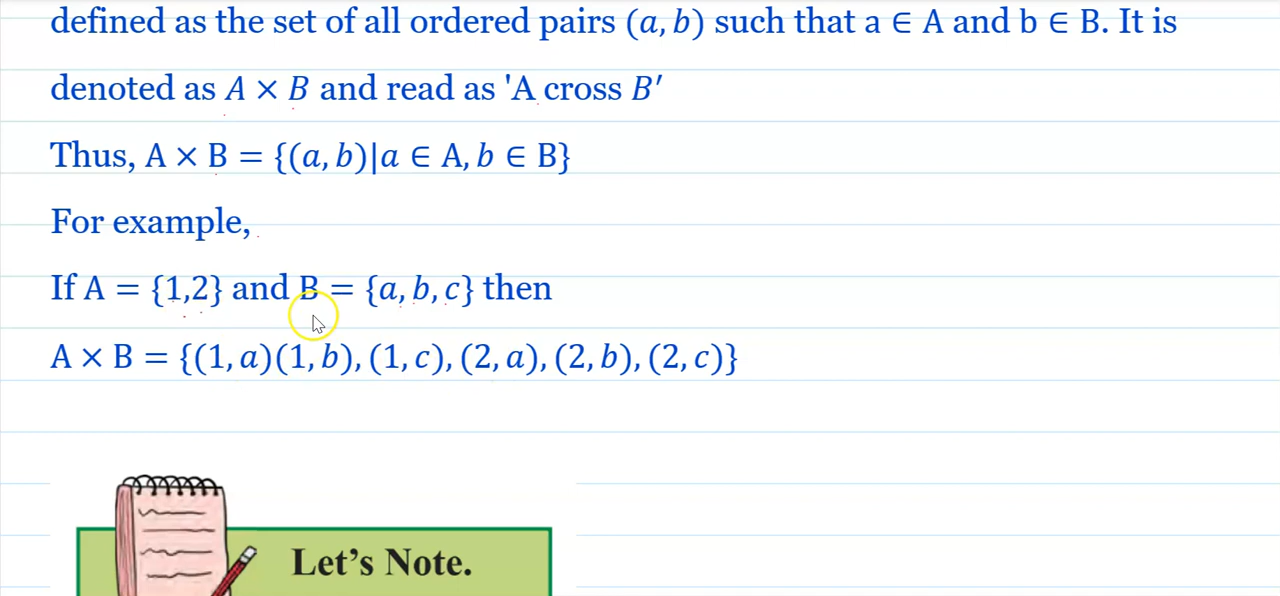 defined as the set of all ordered pairs (a, b) such that a ∈ A and b ∈ B. It is
denoted as A × B and read as 'A cross B′
Thus, A × B = {(a, b)|a ∈ A, b ∈ B}
For example,
If A = {1,2} and B = {a, b, c} then
A × B = {(1, a)(1, b), (1, c), (2, a), (2, b), (2, c)}
Let's Note.